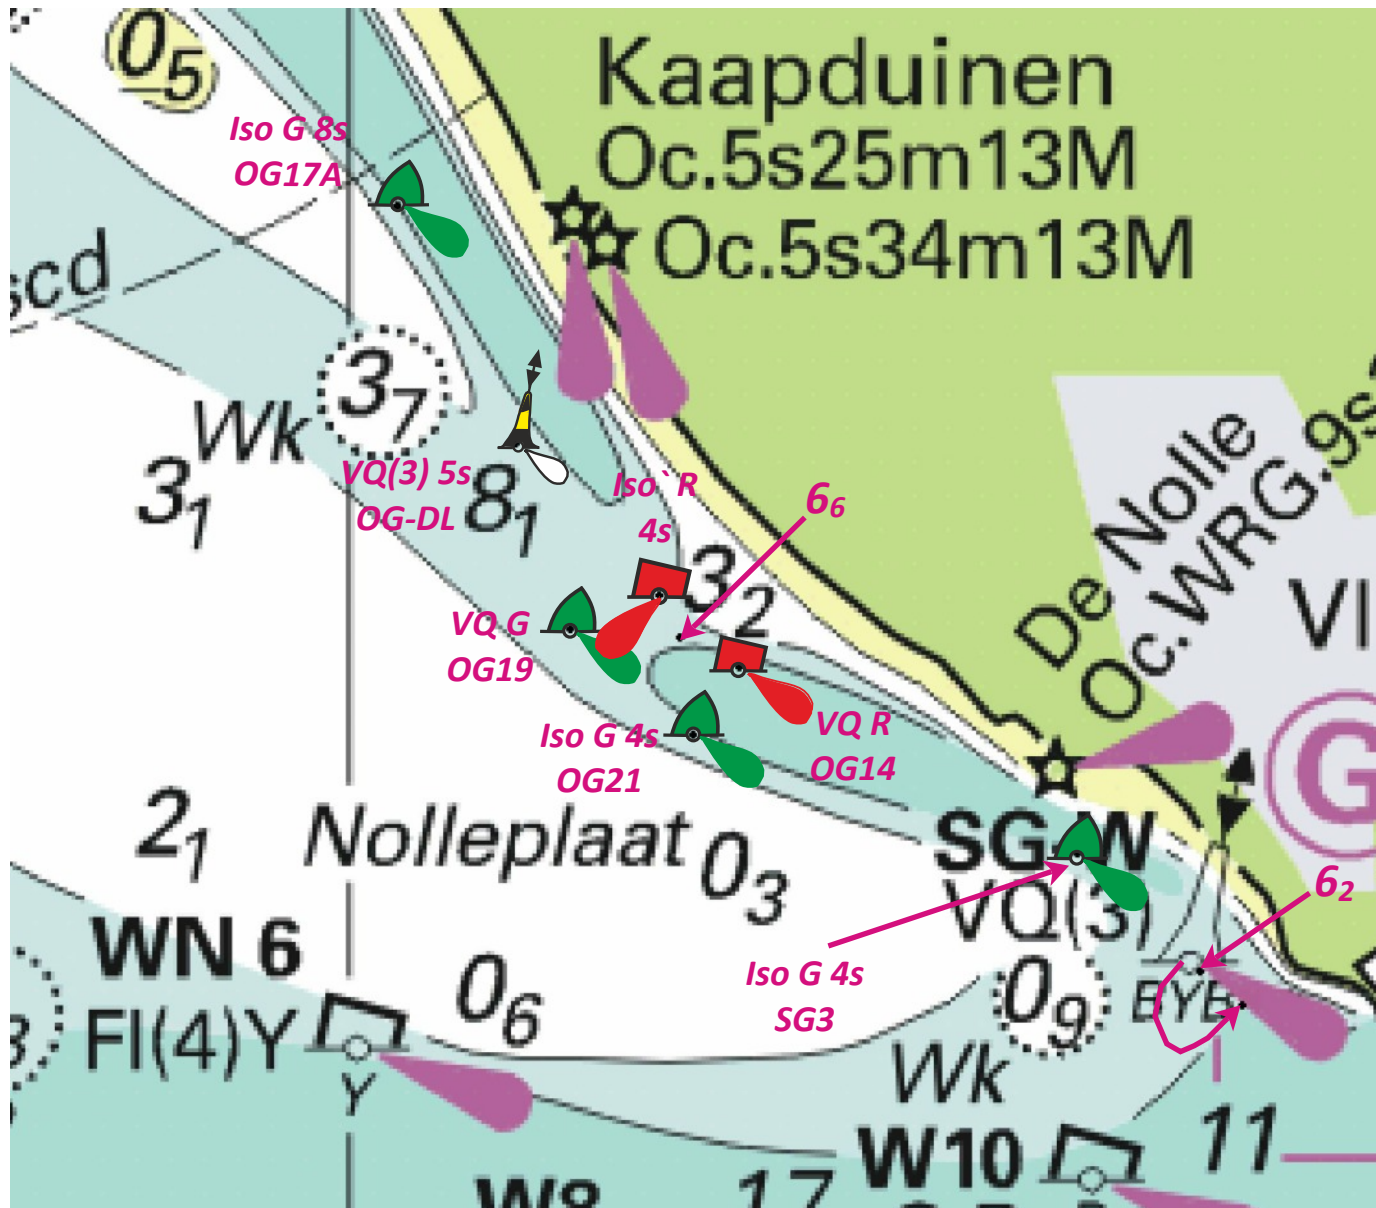 0₅
Kaapduinen
Oc.5s25m13M
Iso G 8s
OG17A
Oc.5s34m13M
scd
3₇
Wk
3₁
VQ(3) 5s
OG-DL
8₁
Iso` R
4s
6₆
De Nolle
Oc.WRG.9s
3₂
VQ G
OG19
VI
Iso G 4s
OG21
VQ R
OG14
G
2₁
Nolleplaat
0₃
SG-W
VQ(3)
6₂
WN 6
Fl(4)Y
Y
0₆
Iso G 4s
SG3
0₉
BYB
Wk
W10
11
W8
17